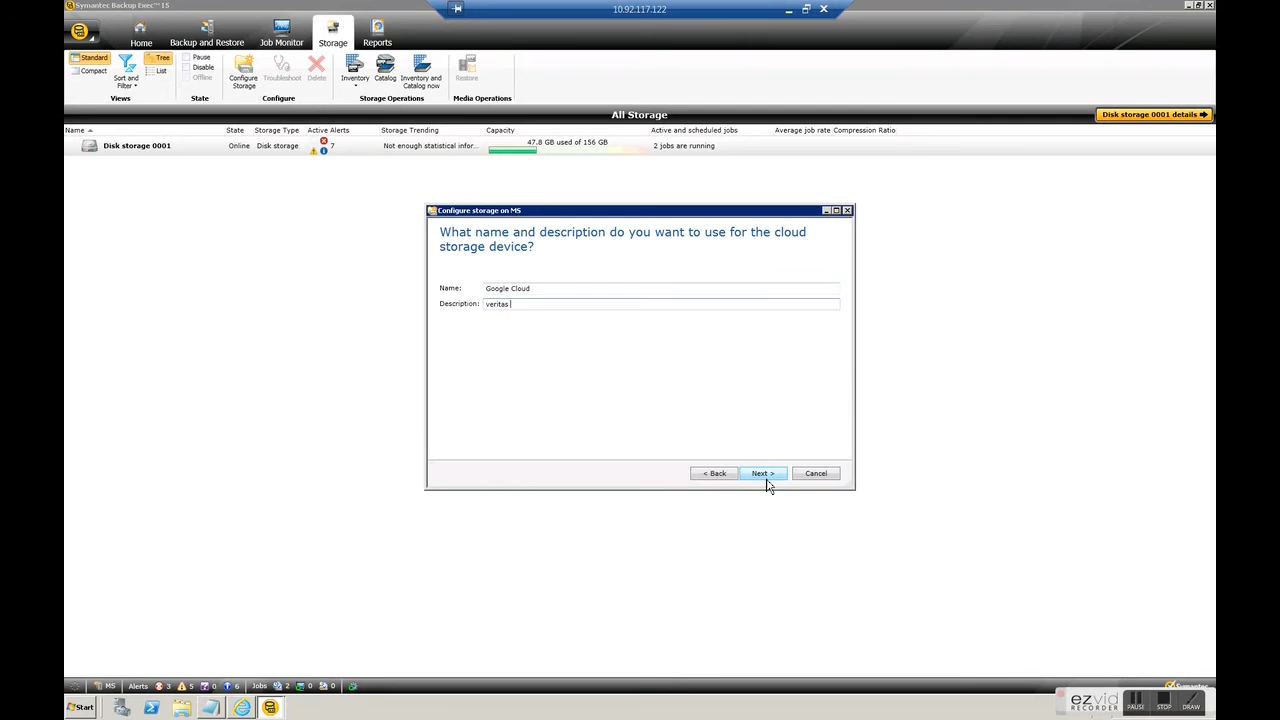 Symantec Backup Exec™ 15
10.92.117.122
Home
Backup and Restore
Job Monitor
Storage
Reports
Standard
Compact
Sort and Filter
Tree
List
Pause
Disable
Offline
Configure Storage
Troubleshoot
Delete
Inventory
Catalog
Inventory and Catalog now
Restore
Views
State
Configure
Storage Operations
Media Operations
All Storage
Disk storage 0001 details
Name
State
Storage Type
Active Alerts
Storage Trending
Capacity
Active and scheduled jobs
Average job rate
Compression Ratio
Disk storage 0001
Online
Disk storage
7
Not enough statistical infor...
47.8 GB used of 156 GB
2 jobs are running
Configure storage on MS
What name and description do you want to use for the cloud
storage device?
Name: Google Cloud
Description: veritas
< Back
Next >
Cancel
MS
Alerts 3 5 0 6
Jobs 2 0 0
Symantec
Start
ezvid
RECORDER
PAUSE
STOP
DRAW